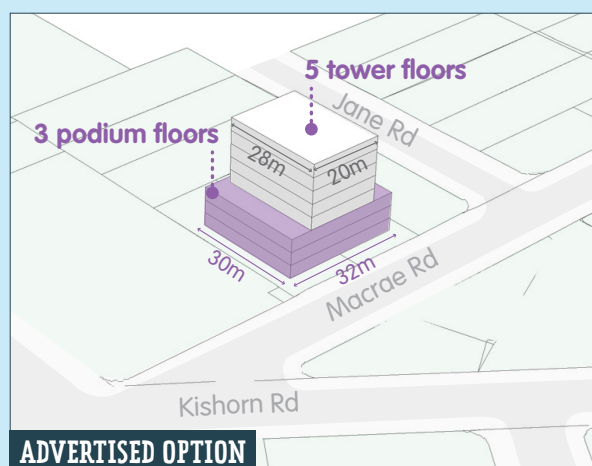 5 tower floors
Jane Rd
3 podium floors
28m
20m
30m
32m
Macrae Rd
Kishorn Rd
ADVERTISED OPTION